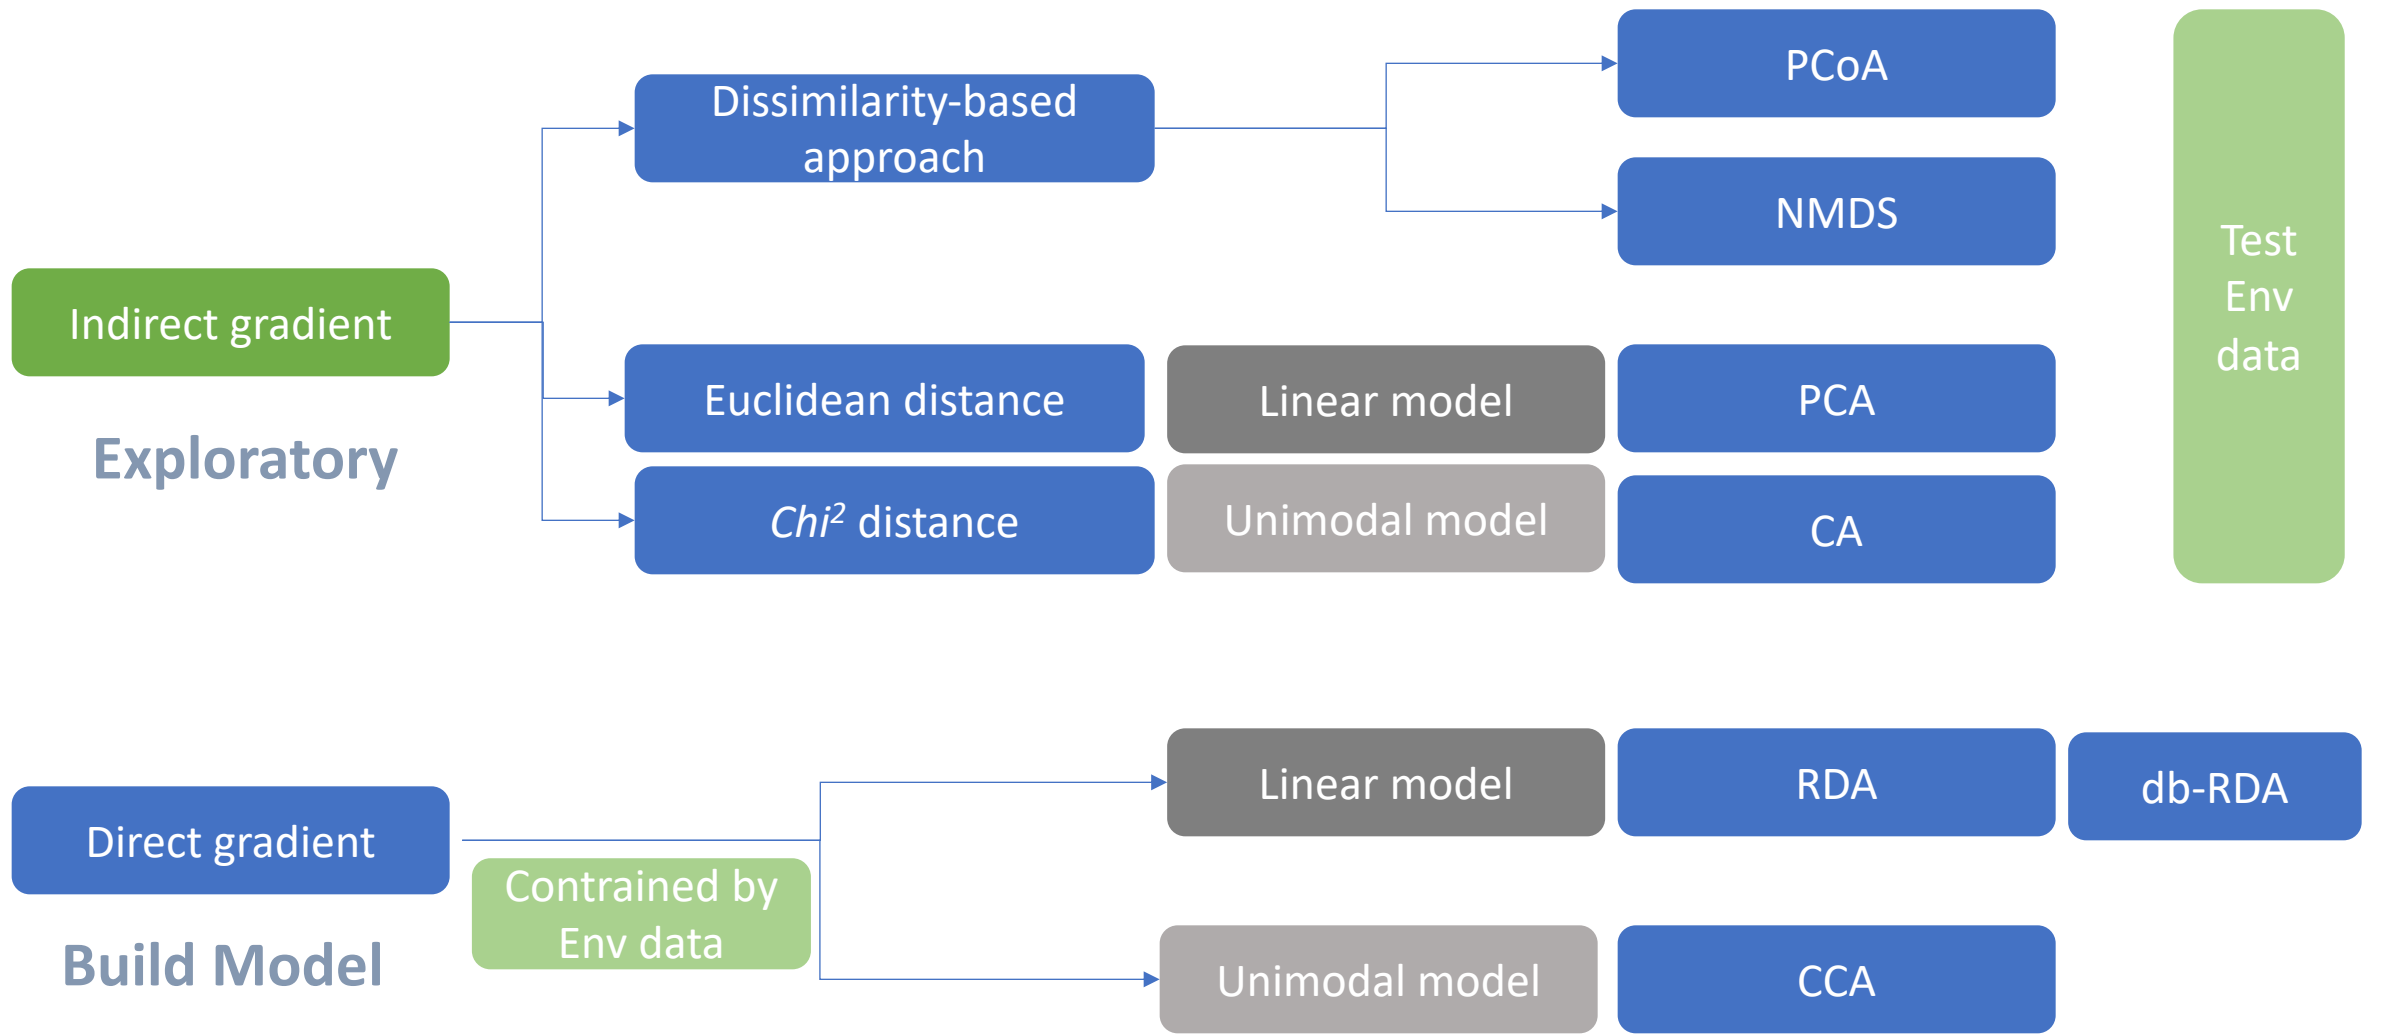 PCoA
Dissimilarity-based
approach
NMDS
Test
Env
data
Indirect gradient
Exploratory
Euclidean distance
Linear model
PCA
Chi² distance
Unimodal model
CA
Direct gradient
Build Model
Contrained by
Env data
Linear model
RDA
db-RDA
Unimodal model
CCA